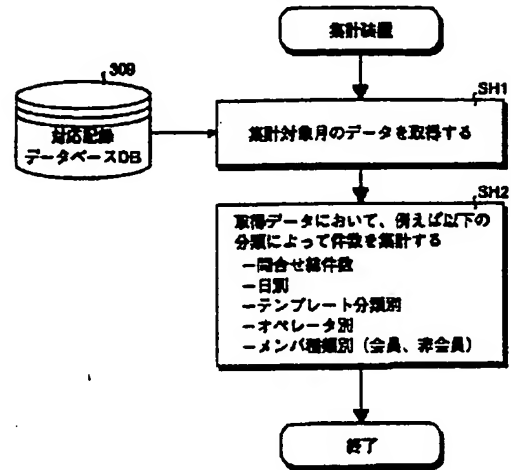 集計装置
309
対応記録
データベースDB
SH1
集計対象月のデータを取得する
SH2
取得データにおいて、例えば以下の
分類によって件数を集計する
−問合せ総件数
−日別
−テンプレート分類別
−オペレータ別
−メンバ種類別（会員、非会員）
終了